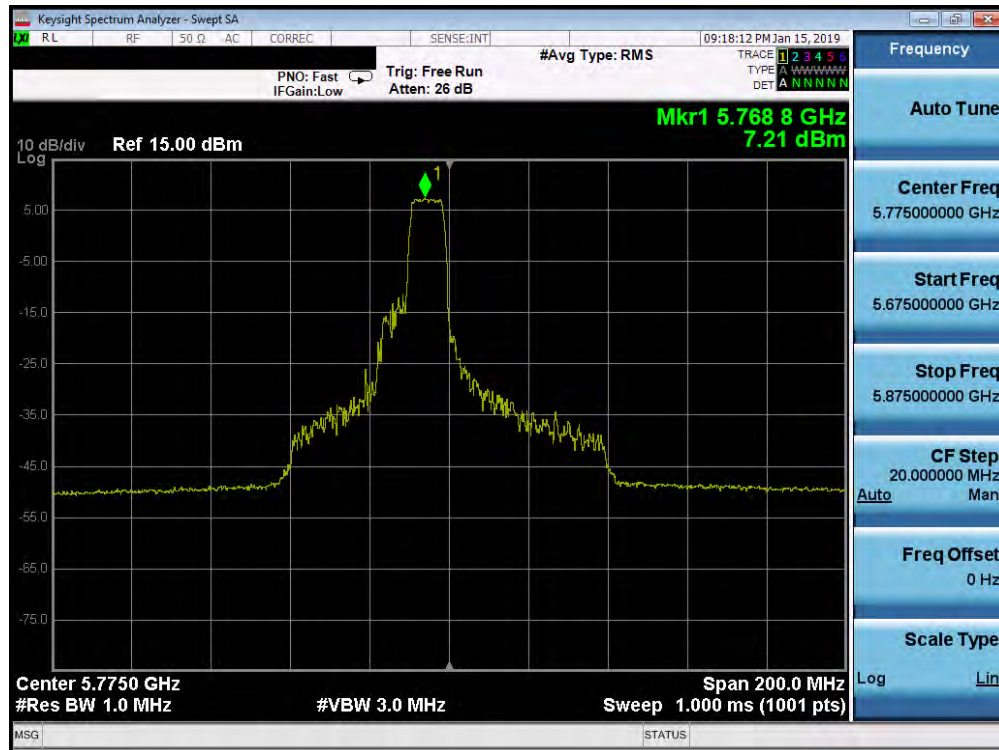 Keysight Spectrum Analyzer - Swept SA
LXI RL RF 50 Ω AC CORREC SENSE:INT 09:18:12 PM Jan 15, 2019
#Avg Type: RMS
TRACE 1 2 3 4 5 6
TYPE A WWWWW
DET A N N N N N
PNO: Fast
IFGain:Low
Trig: Free Run
Atten: 26 dB
Mkr1 5.768 8 GHz
7.21 dBm
10 dB/div Ref 15.00 dBm
Log
1
5.00
-5.00
-15.0
-25.0
-35.0
-45.0
-55.0
-65.0
-75.0
Center 5.7750 GHz Span 200.0 MHz
#Res BW 1.0 MHz #VBW 3.0 MHz Sweep 1.000 ms (1001 pts)
MSG STATUS
Frequency
Auto Tune
Center Freq
5.775000000 GHz
Start Freq
5.675000000 GHz
Stop Freq
5.875000000 GHz
CF Step
20.000000 MHz
Auto Man
Freq Offset
0 Hz
Scale Type
Log Lin